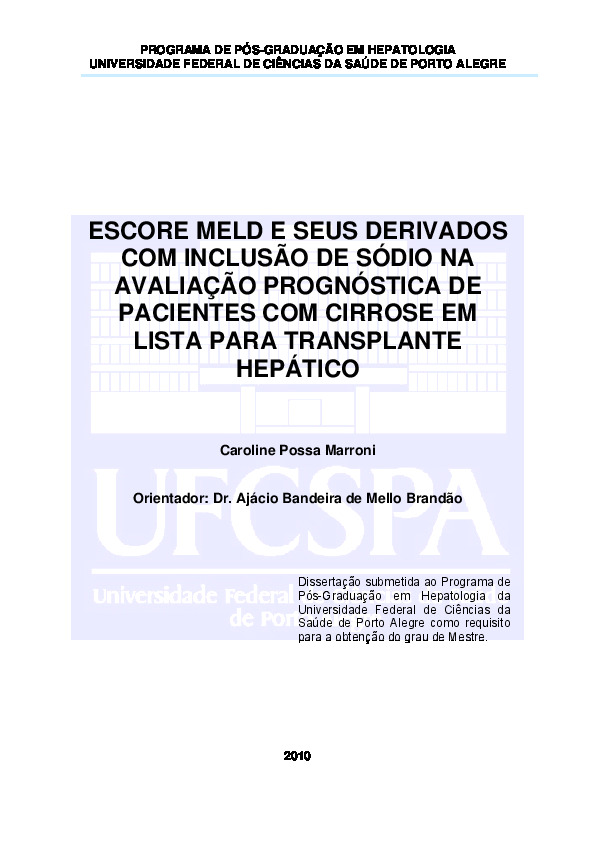 PROGRAMA DE PÓS-GRADUAÇÃO EM HEPATOLOGIA
UNIVERSIDADE FEDERAL DE CIÊNCIAS DA SAÚDE DE PORTO ALEGRE
ESCORE MELD E SEUS DERIVADOS
COM INCLUSÃO DE SÓDIO NA
AVALIAÇÃO PROGNÓSTICA DE
PACIENTES COM CIRROSE EM
LISTA PARA TRANSPLANTE
HEPÁTICO
Caroline Possa Marroni
Orientador: Dr. Ajácio Bandeira de Mello Brandão
UFCSPA
Universidade Federal
de Por
Dissertação submetida ao Programa de
Pós-Graduação em Hepatologia da
Universidade Federal de Ciências da
Saúde de Porto Alegre como requisito
para a obtenção do grau de Mestre.
2010